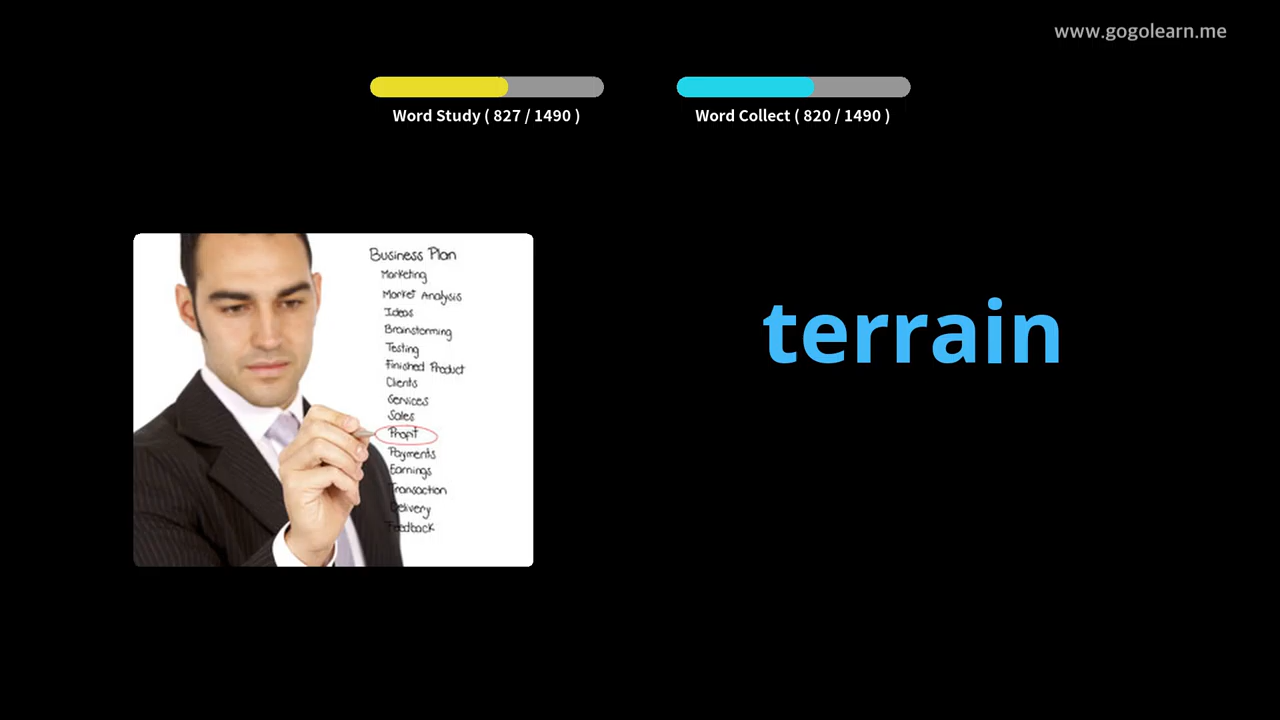 www.gogolearn.me
Word Study ( 827 / 1490 )
Word Collect ( 820 / 1490 )
Business Plan
Marketing
Market Analysis
Ideas
Brainstorming
Testing
Finished Product
Clients
Services
Sales
Profit
Payments
Earnings
Transaction
Delivery
Feedback
terrain